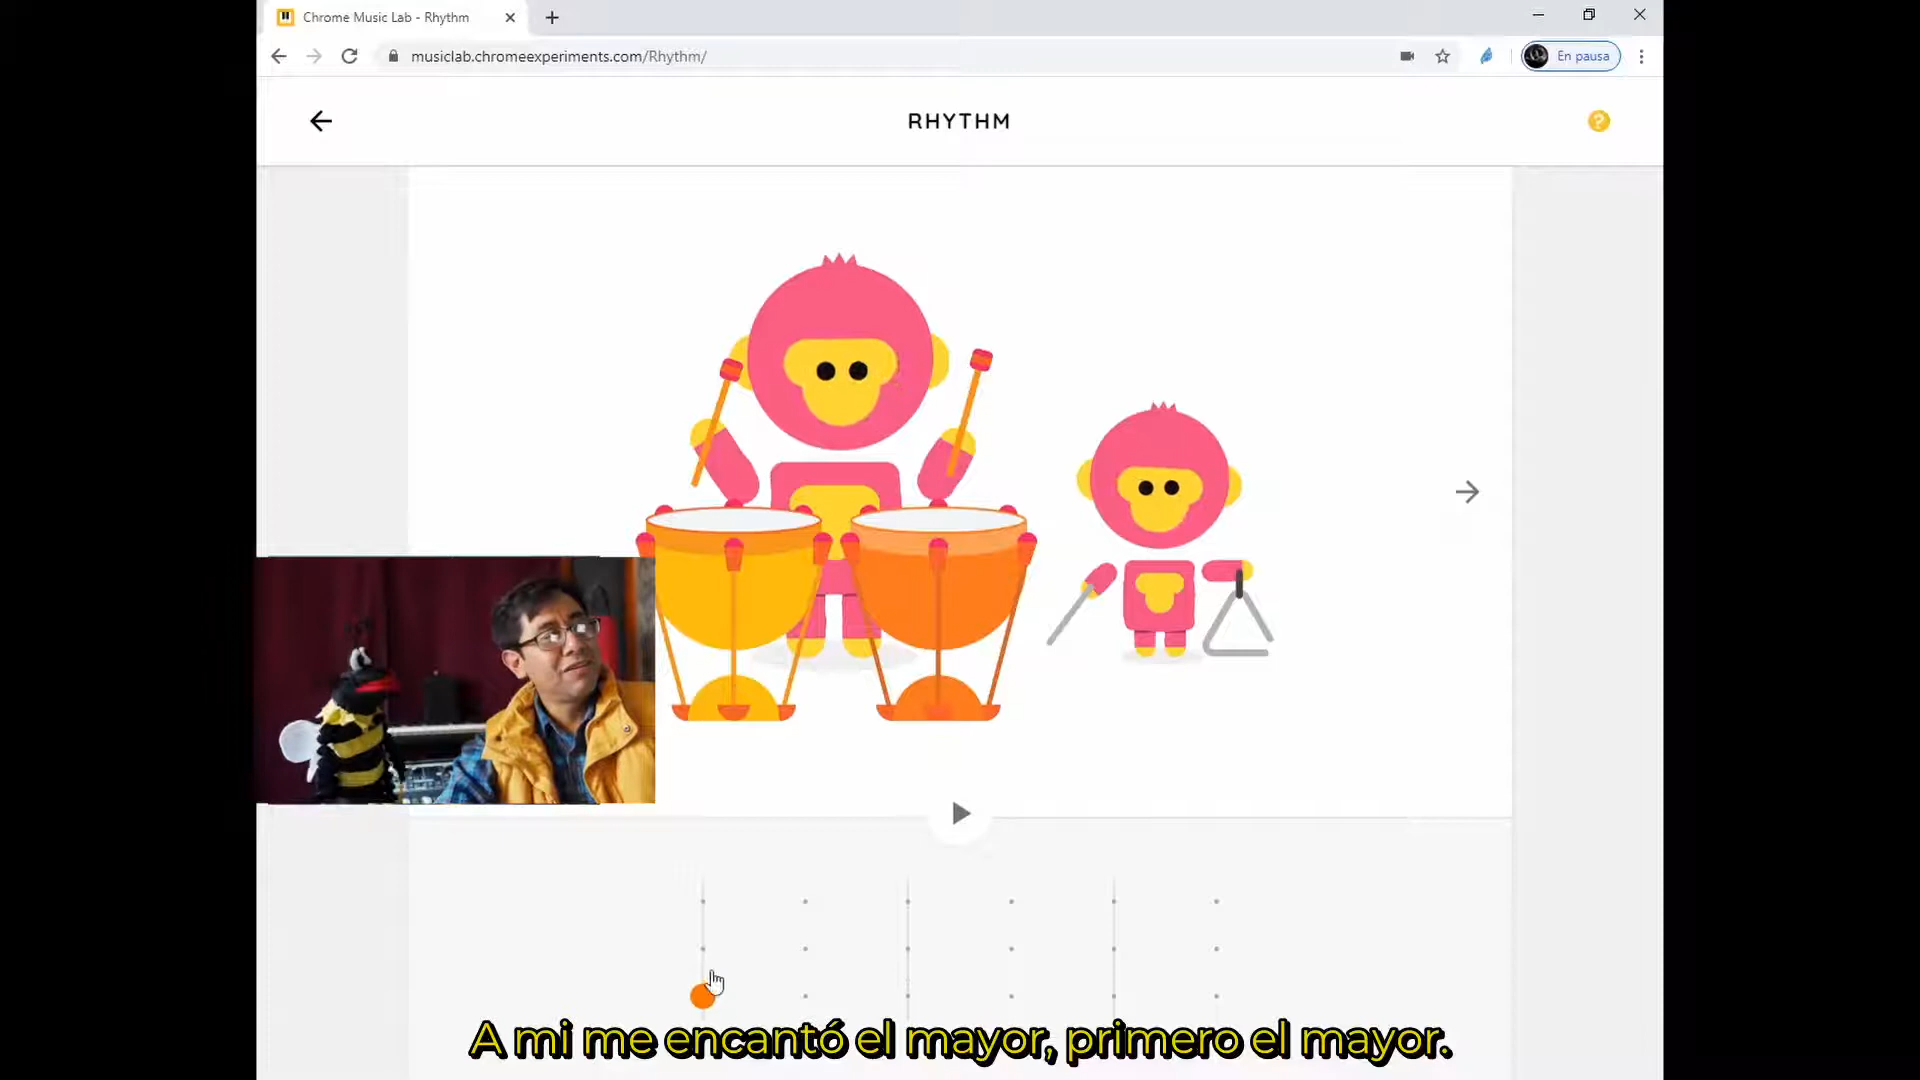 Chrome Music Lab - Rhythm
musiclab.chromeexperiments.com/Rhythm/
En pausa
RHYTHM
?
A mi me encantó el mayor, primero el mayor.